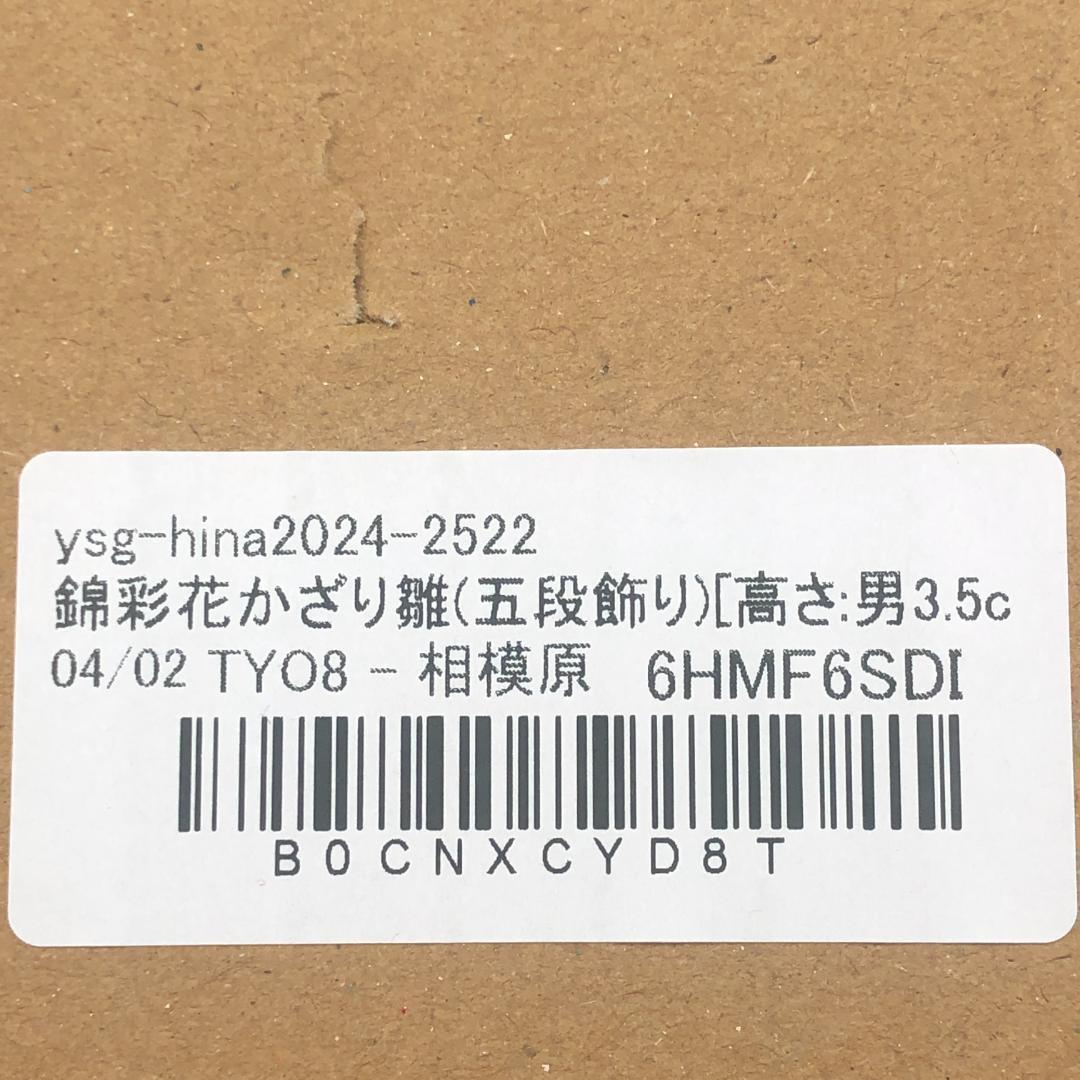 ysg-hina2024-2522
錦彩花かざり雛(五段飾り)[高さ:男3.5c
04/02 TYO8 - 相模原 6HMF6SDI
B0CNXCYD8T